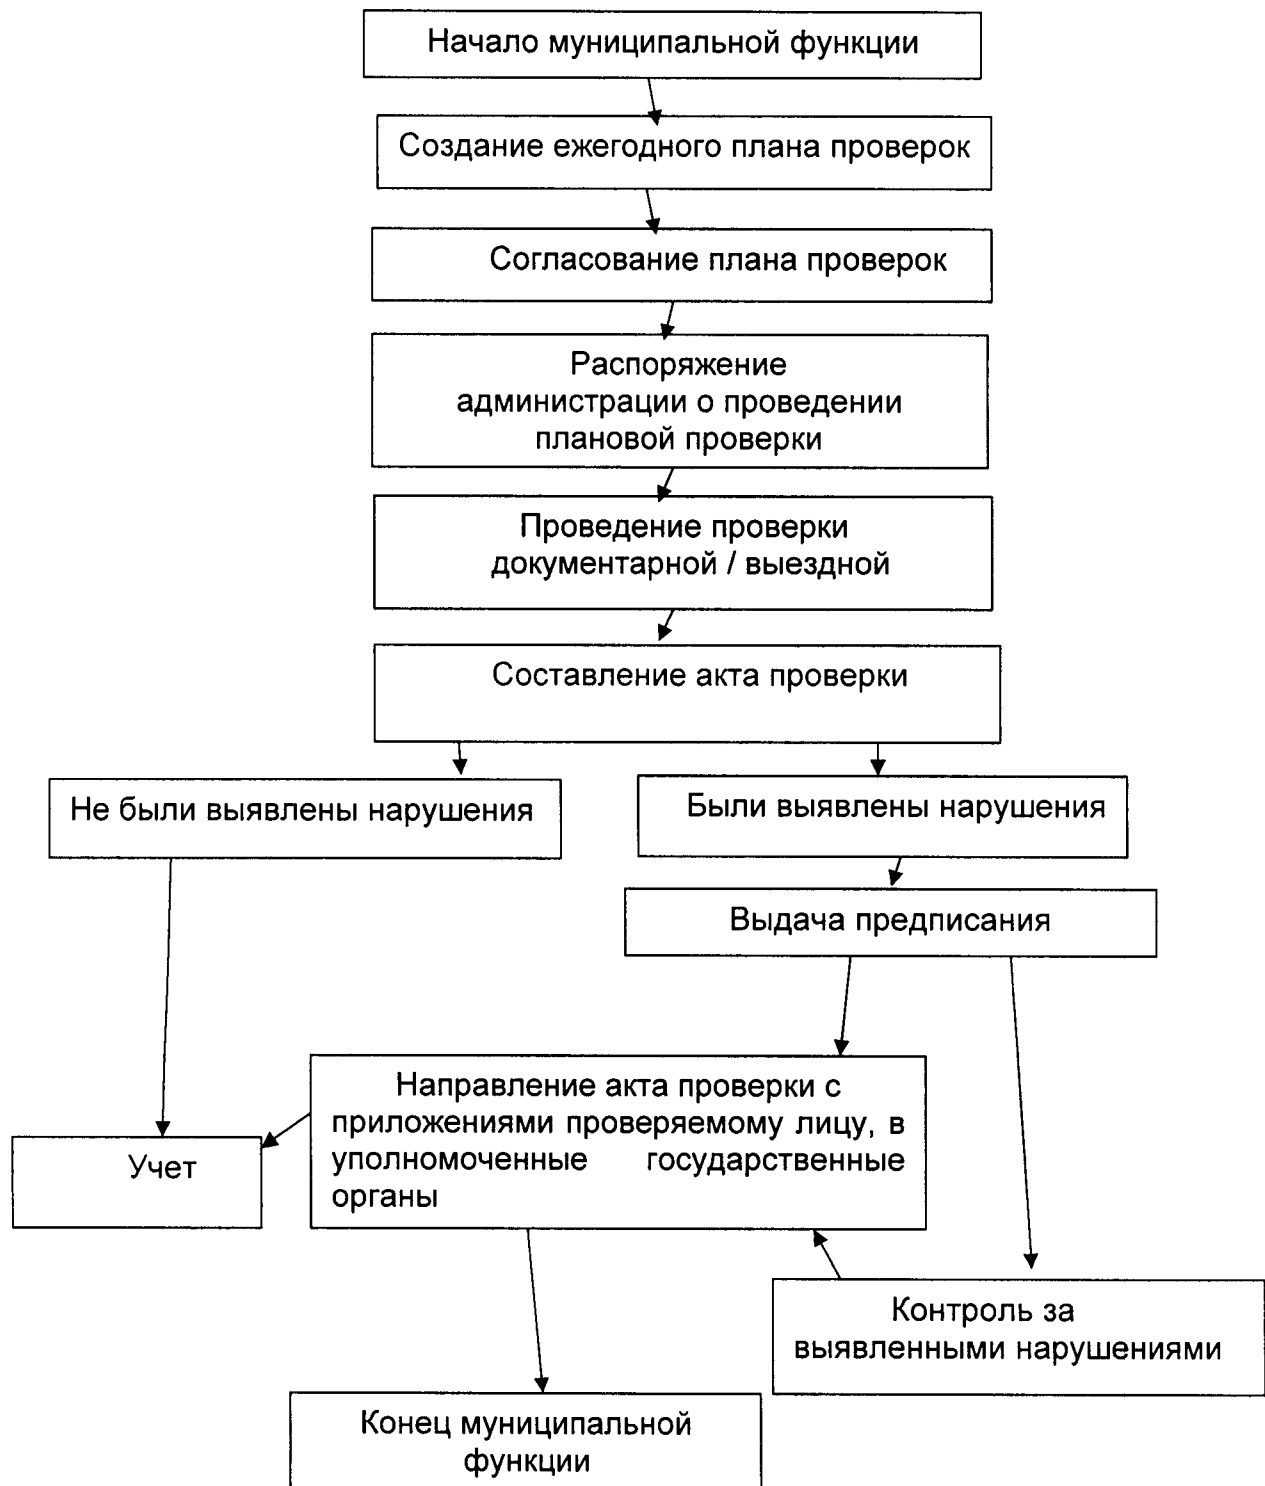 Начало муниципальной функции
Создание ежегодного плана проверок
Согласование плана проверок
Распоряжение
администрации о проведении
плановой проверки
Проведение проверки
документарной / выездной
Составление акта проверки
Не были выявлены нарушения
Были выявлены нарушения
Выдача предписания
Направление акта проверки с
приложениями проверяемому лицу, в
уполномоченные государственные
органы
Учет
Контроль за
выявленными нарушениями
Конец муниципальной
функции